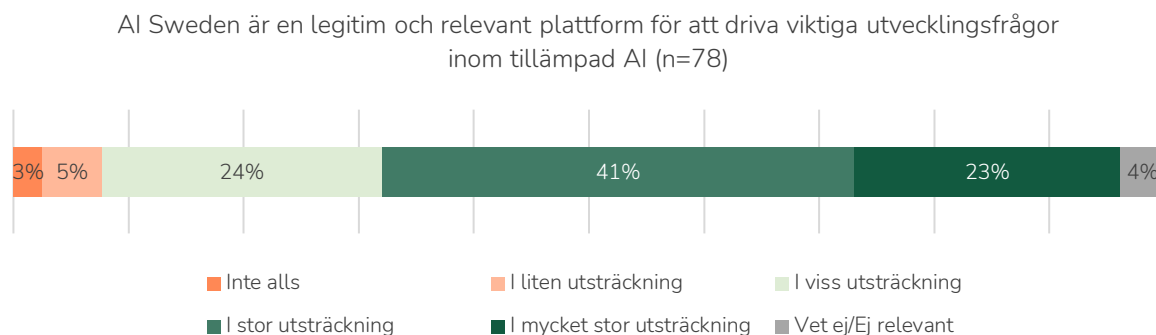 AI Sweden är en legitim och relevant plattform för att driva viktiga utvecklingsfrågor
inom tillämpad AI (n=78)
3% 5% 24% 41% 23% 4%
Inte alls I liten utsträckning I viss utsträckning
I stor utsträckning I mycket stor utsträckning Vet ej/Ej relevant